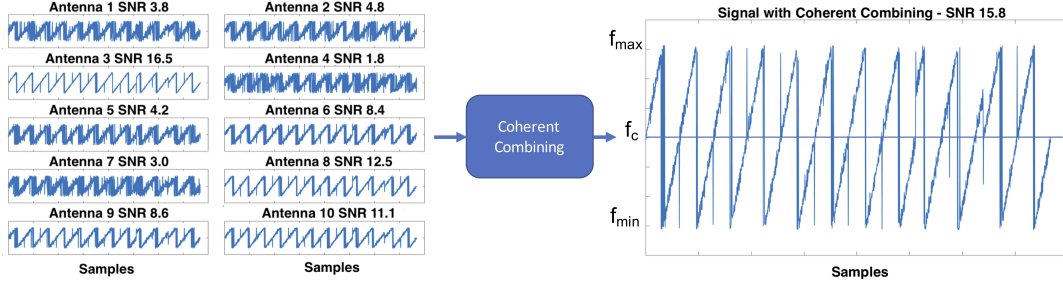 Antenna 1 SNR 3.8
Antenna 2 SNR 4.8
Antenna 3 SNR 16.5
Antenna 4 SNR 1.8
Antenna 5 SNR 4.2
Antenna 6 SNR 8.4
Antenna 7 SNR 3.0
Antenna 8 SNR 12.5
Antenna 9 SNR 8.6
Antenna 10 SNR 11.1
Samples
Samples
Coherent
Combining
Signal with Coherent Combining - SNR 15.8
fmax
fc
fmin
Samples